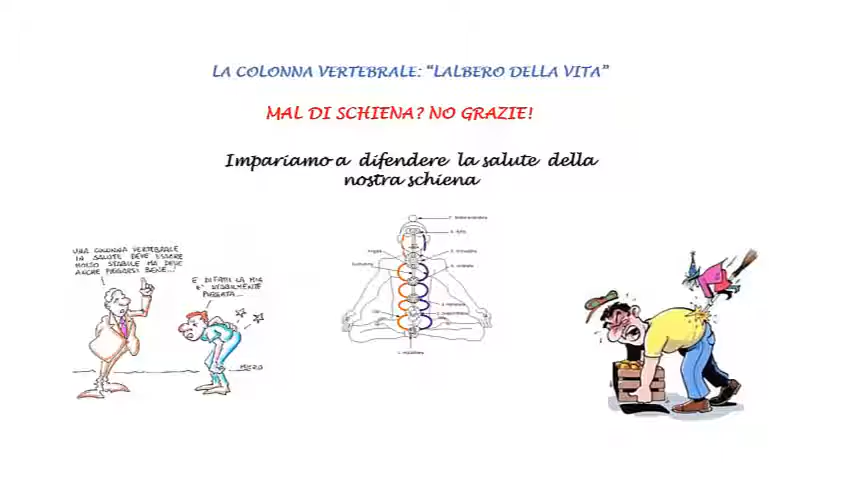 LA COLONNA VERTEBRALE: “LALBERO DELLA VITA”
MAL DI SCHIENA? NO GRAZIE!
Impariamo a difendere la salute della
nostra schiena
UNA COLONNA VERTEBRALE
IN SALUTE DEVE ESSERE
MOLTO STABILE MA DEVE
ANCHE PIEGARSI BENE...!
E DIFATTI LA MIA
E' STABILMENTE
PIEGATA...